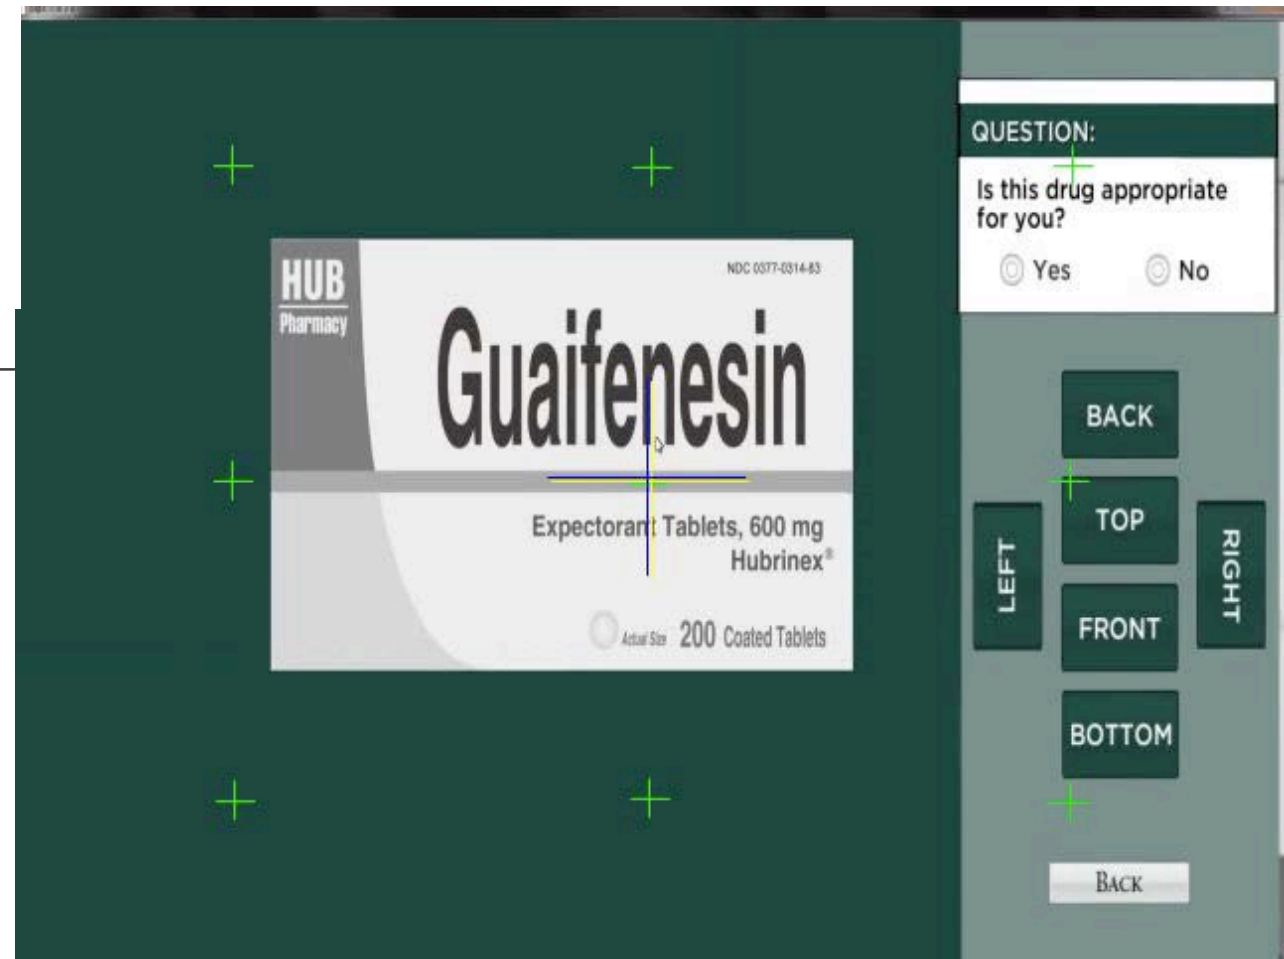 QUESTION:
Is this drug appropriate
for you?
Yes
No
HUB
Pharmacy
NDC 0377-0314-83
Guaifenesin
Expectorant Tablets, 600 mg
Hubrinex®
Actual Size 200 Coated Tablets
BACK
TOP
LEFT
RIGHT
FRONT
BOTTOM
BACK